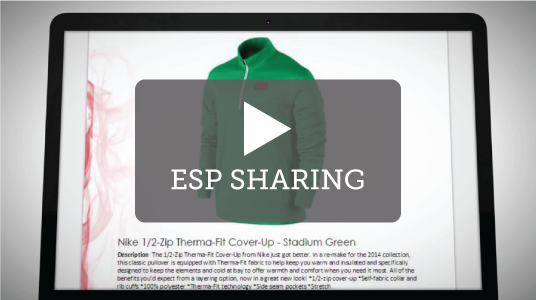 ESP SHARING
Nike 1/2-Zip Therma-Fit Cover-Up - Stadium Green
Description The 1/2-Zip Therma-Fit Cover-Up from Nike just got better. In a re-make for the 2014 collection,
this classic pullover is equipped with Therma-Fit fabric to help keep you warm and insulated and specifically
designed to keep the elements and cold at bay to offer warmth and comfort when you need it most. All of the
benefits you'd expect from a layering option, now in a great new look! *1/2-zip cover-up *Self-fabric collar and
rib cuffs *100% polyester *Therma-Fit technology *Side seam pockets *Stretch